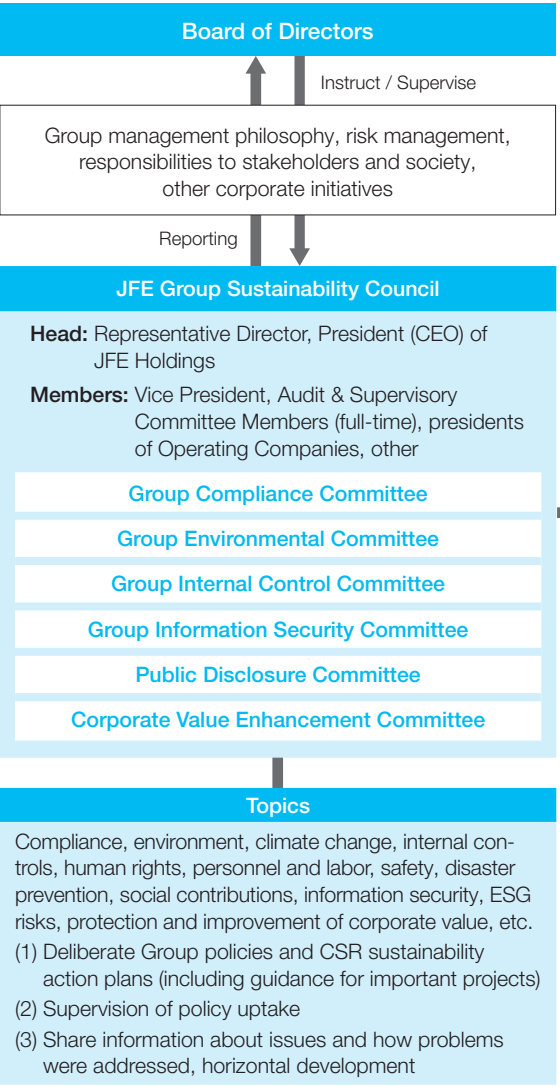 Board of Directors
Instruct / Supervise
Group management philosophy, risk management,
responsibilities to stakeholders and society,
other corporate initiatives
Reporting
JFE Group Sustainability Council
Head: Representative Director, President (CEO) of
JFE Holdings
Members: Vice President, Audit & Supervisory
Committee Members (full-time), presidents
of Operating Companies, other
Group Compliance Committee
Group Environmental Committee
Group Internal Control Committee
Group Information Security Committee
Public Disclosure Committee
Corporate Value Enhancement Committee
Topics
Compliance, environment, climate change, internal con-
trols, human rights, personnel and labor, safety, disaster
prevention, social contributions, information security, ESG
risks, protection and improvement of corporate value, etc.
(1) Deliberate Group policies and CSR sustainability
action plans (including guidance for important projects)
(2) Supervision of policy uptake
(3) Share information about issues and how problems
were addressed, horizontal development